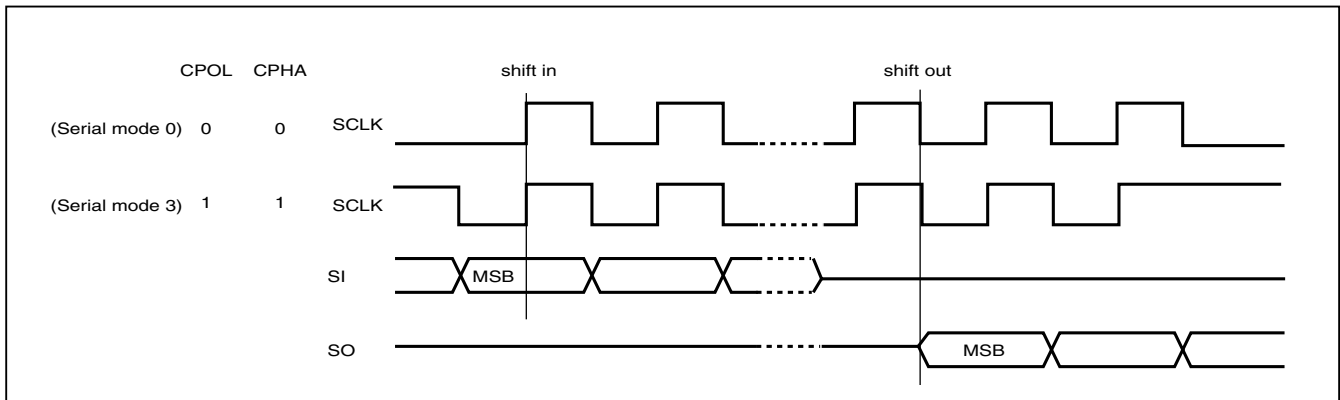 CPOL CPHA shift in shift out
(Serial mode 0) 0 0 SCLK
(Serial mode 3) 1 1 SCLK
SI MSB
SO MSB